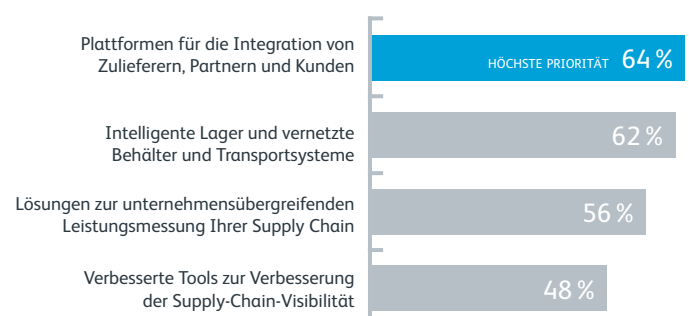 Plattformen für die Integration von
Zulieferern, Partnern und Kunden
HÖCHSTE PRIORITÄT 64 %
Intelligente Lager und vernetzte
Behälter und Transportsysteme
62 %
Lösungen zur unternehmensübergreifenden
Leistungsmessung Ihrer Supply Chain
56 %
Verbesserte Tools zur Verbesserung
der Supply-Chain-Visibilität
48 %